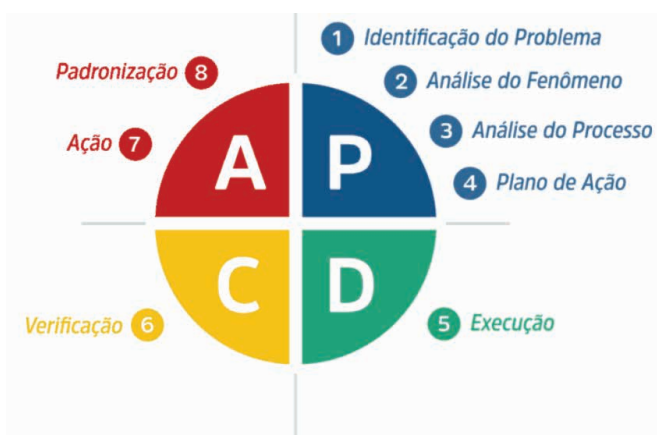 1 Identificação do Problema
Padronização 8
2 Análise do Fenômeno
Ação 7
3 Análise do Processo
A P
4 Plano de Ação
C D
Verificação 6
5 Execução